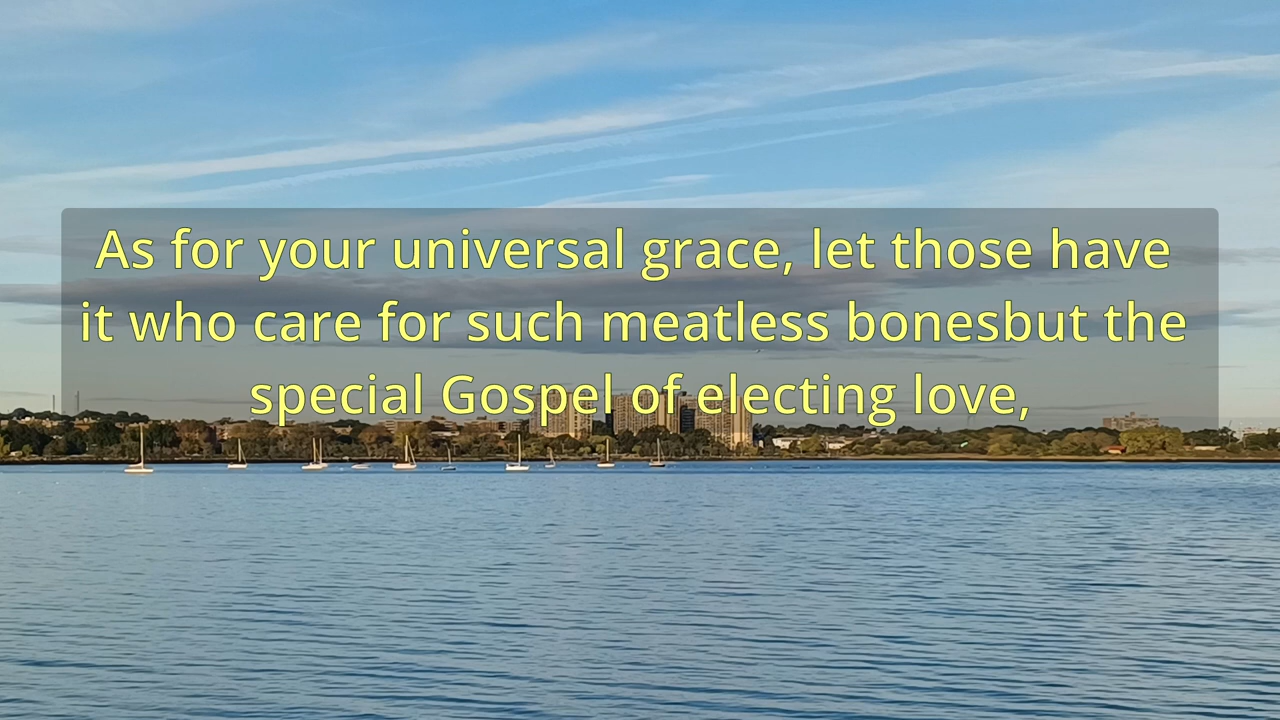 As for your universal grace, let those have
it who care for such meatless bonesbut the
special Gospel of electing love,